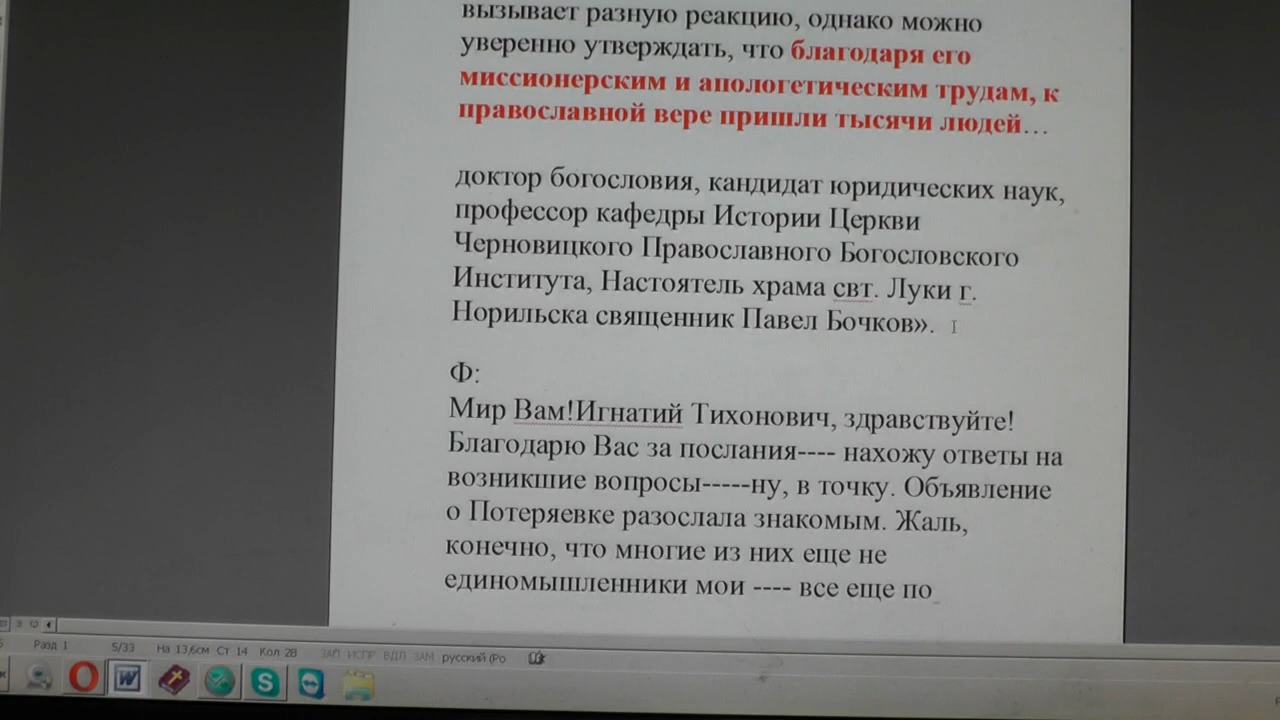 вызывает разную реакцию, однако можно
уверенно утверждать, что благодаря его
миссионерским и апологетическим трудам, к
православной вере пришли тысячи людей…
доктор богословия, кандидат юридических наук,
профессор кафедры Истории Церкви
Черновицкого Православного Богословского
Института, Настоятель храма свт. Луки г.
Норильска священник Павел Бочков».
Ф:
Мир Вам!Игнатий Тихонович, здравствуйте!
Благодарю Вас за послания---- нахожу ответы на
возникшие вопросы-----ну, в точку. Объявление
о Потеряевке разослала знакомым. Жаль,
конечно, что многие из них еще не
единомышленники мои ---- все еще по
Разд 1 5/33 На 13,6см Ст 14 Кол 28 ЗАП ИСПР ВДЛ ЗАМ русский (Ро